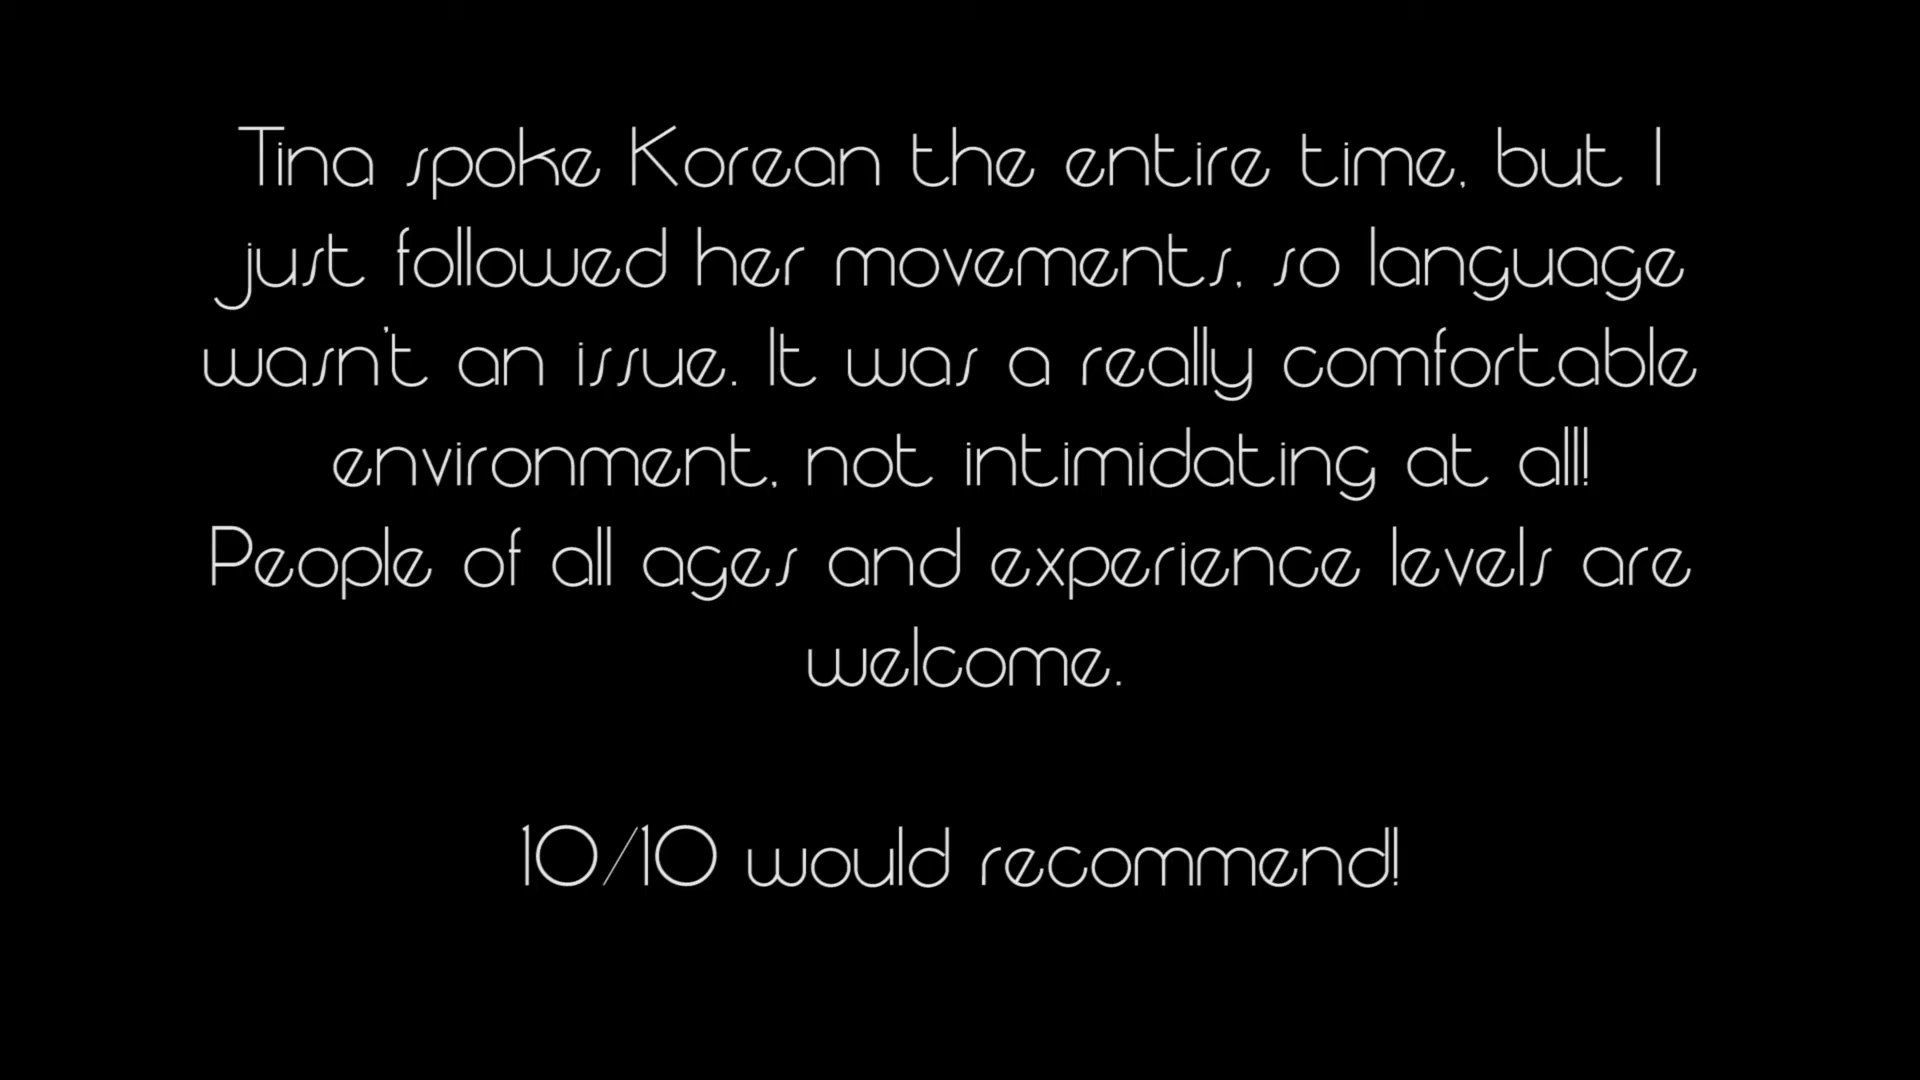 Tina spoke Korean the entire time, but I
just followed her movements, so language
wasn't an issue. It was a really comfortable
environment, not intimidating at all!
People of all ages and experience levels are
welcome.
10/10 would recommend!